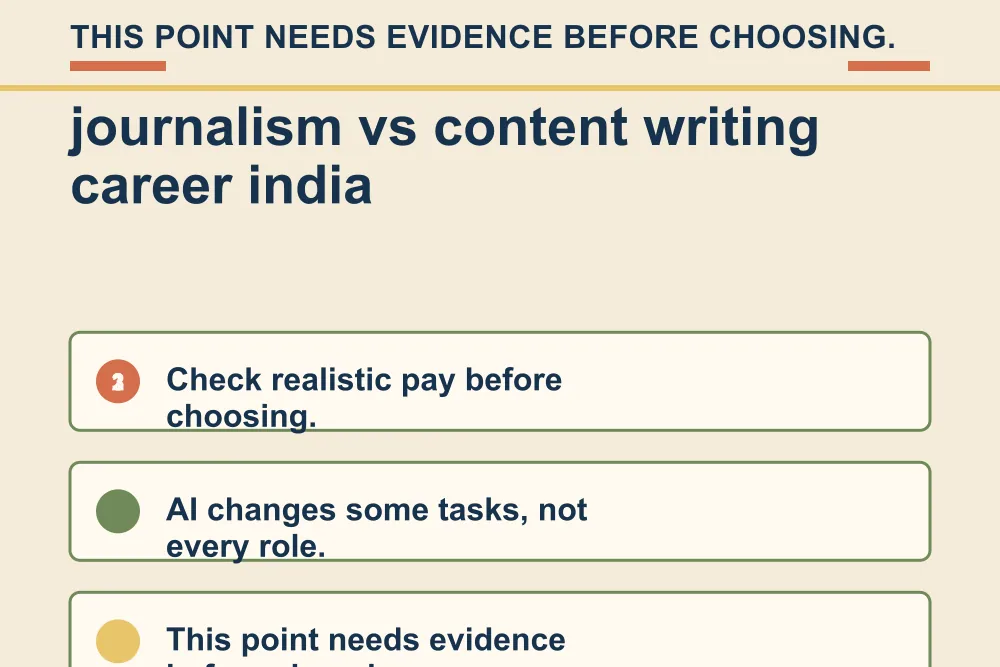 THIS POINT NEEDS EVIDENCE BEFORE CHOOSING.
journalism vs content writing
career india
Check realistic pay before
choosing.
AI changes some tasks, not
every role.
This point needs evidence